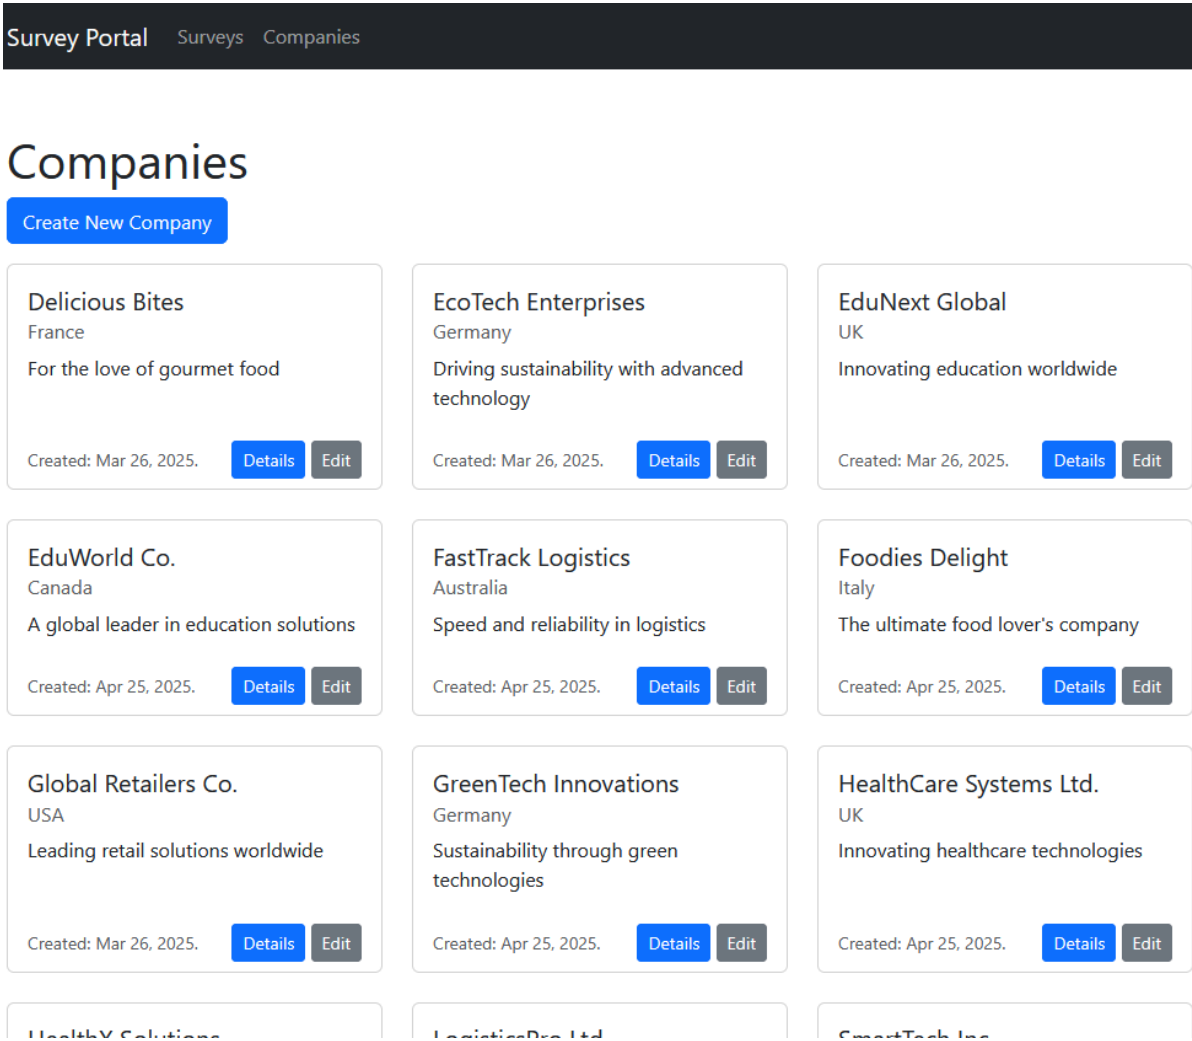 Survey Portal Surveys Companies
Companies
Create New Company
Delicious Bites
France
For the love of gourmet food
Created: Mar 26, 2025. Details Edit
EcoTech Enterprises
Germany
Driving sustainability with advanced
technology
Created: Mar 26, 2025. Details Edit
EduNext Global
UK
Innovating education worldwide
Created: Mar 26, 2025. Details Edit
EduWorld Co.
Canada
A global leader in education solutions
Created: Apr 25, 2025. Details Edit
FastTrack Logistics
Australia
Speed and reliability in logistics
Created: Apr 25, 2025. Details Edit
Foodies Delight
Italy
The ultimate food lover's company
Created: Apr 25, 2025. Details Edit
Global Retailers Co.
USA
Leading retail solutions worldwide
Created: Mar 26, 2025. Details Edit
GreenTech Innovations
Germany
Sustainability through green
technologies
Created: Apr 25, 2025. Details Edit
HealthCare Systems Ltd.
UK
Innovating healthcare technologies
Created: Apr 25, 2025. Details Edit
HealthX Solutions
LogisticsPro Ltd
SmartTech Inc